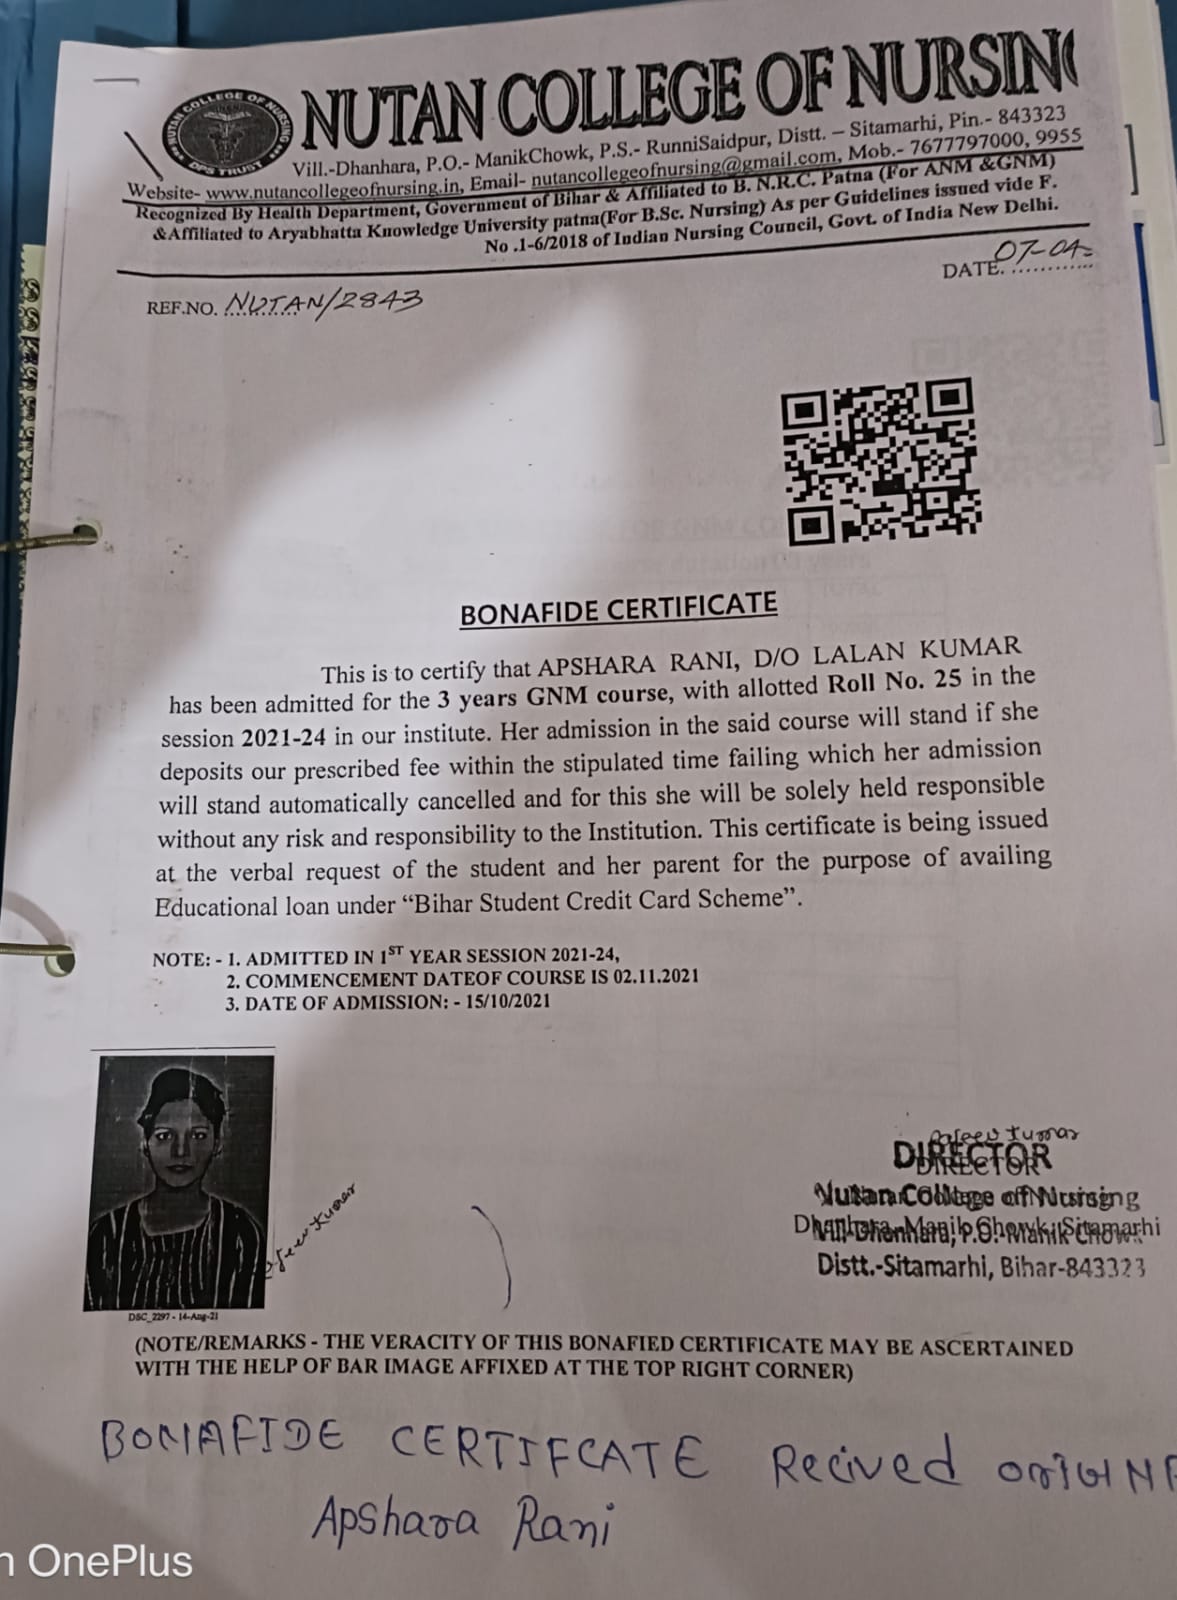 NUTAN COLLEGE OF NURSIN
NUTAN COLLEGE OF NURSING
DPS TRUST
Vill.-Dhanhara, P.O.- ManikChowk, P.S.- RunniSaidpur, Distt. – Sitamarhi, Pin.- 843323
Website- www.nutancollegeofnursing.in, Email- nutancollegeofnursing@gmail.com, Mob.- 7677797000, 9955
Recognized By Health Department, Government of Bihar & Affiliated to B. N.R.C. Patna (For ANM &GNM)
&Affiliated to Aryabhatta Knowledge University patna(For B.Sc. Nursing) As per Guidelines issued vide F.
No .1-6/2018 of Indian Nursing Council, Govt. of India New Delhi.
REF.NO. NUTAN/2843
DATE. 07-04-
BONAFIDE CERTIFICATE
This is to certify that APSHARA RANI, D/O LALAN KUMAR
has been admitted for the 3 years GNM course, with allotted Roll No. 25 in the
session 2021-24 in our institute. Her admission in the said course will stand if she
deposits our prescribed fee within the stipulated time failing which her admission
will stand automatically cancelled and for this she will be solely held responsible
without any risk and responsibility to the Institution. This certificate is being issued
at the verbal request of the student and her parent for the purpose of availing
Educational loan under “Bihar Student Credit Card Scheme”.
NOTE: - 1. ADMITTED IN 1ST YEAR SESSION 2021-24,
2. COMMENCEMENT DATEOF COURSE IS 02.11.2021
3. DATE OF ADMISSION: - 15/10/2021
Kumar
DIRECTOR
Nutan College of Nursing
Distt.-Sitamarhi, Bihar-843323
Kumar
DSC_2297 - 14-Aug-21
(NOTE/REMARKS - THE VERACITY OF THIS BONAFIED CERTIFICATE MAY BE ASCERTAINED
WITH THE HELP OF BAR IMAGE AFFIXED AT THE TOP RIGHT CORNER)
BONAFIDE CERTIFCATE Recived
Apshara Rani
n OnePlus